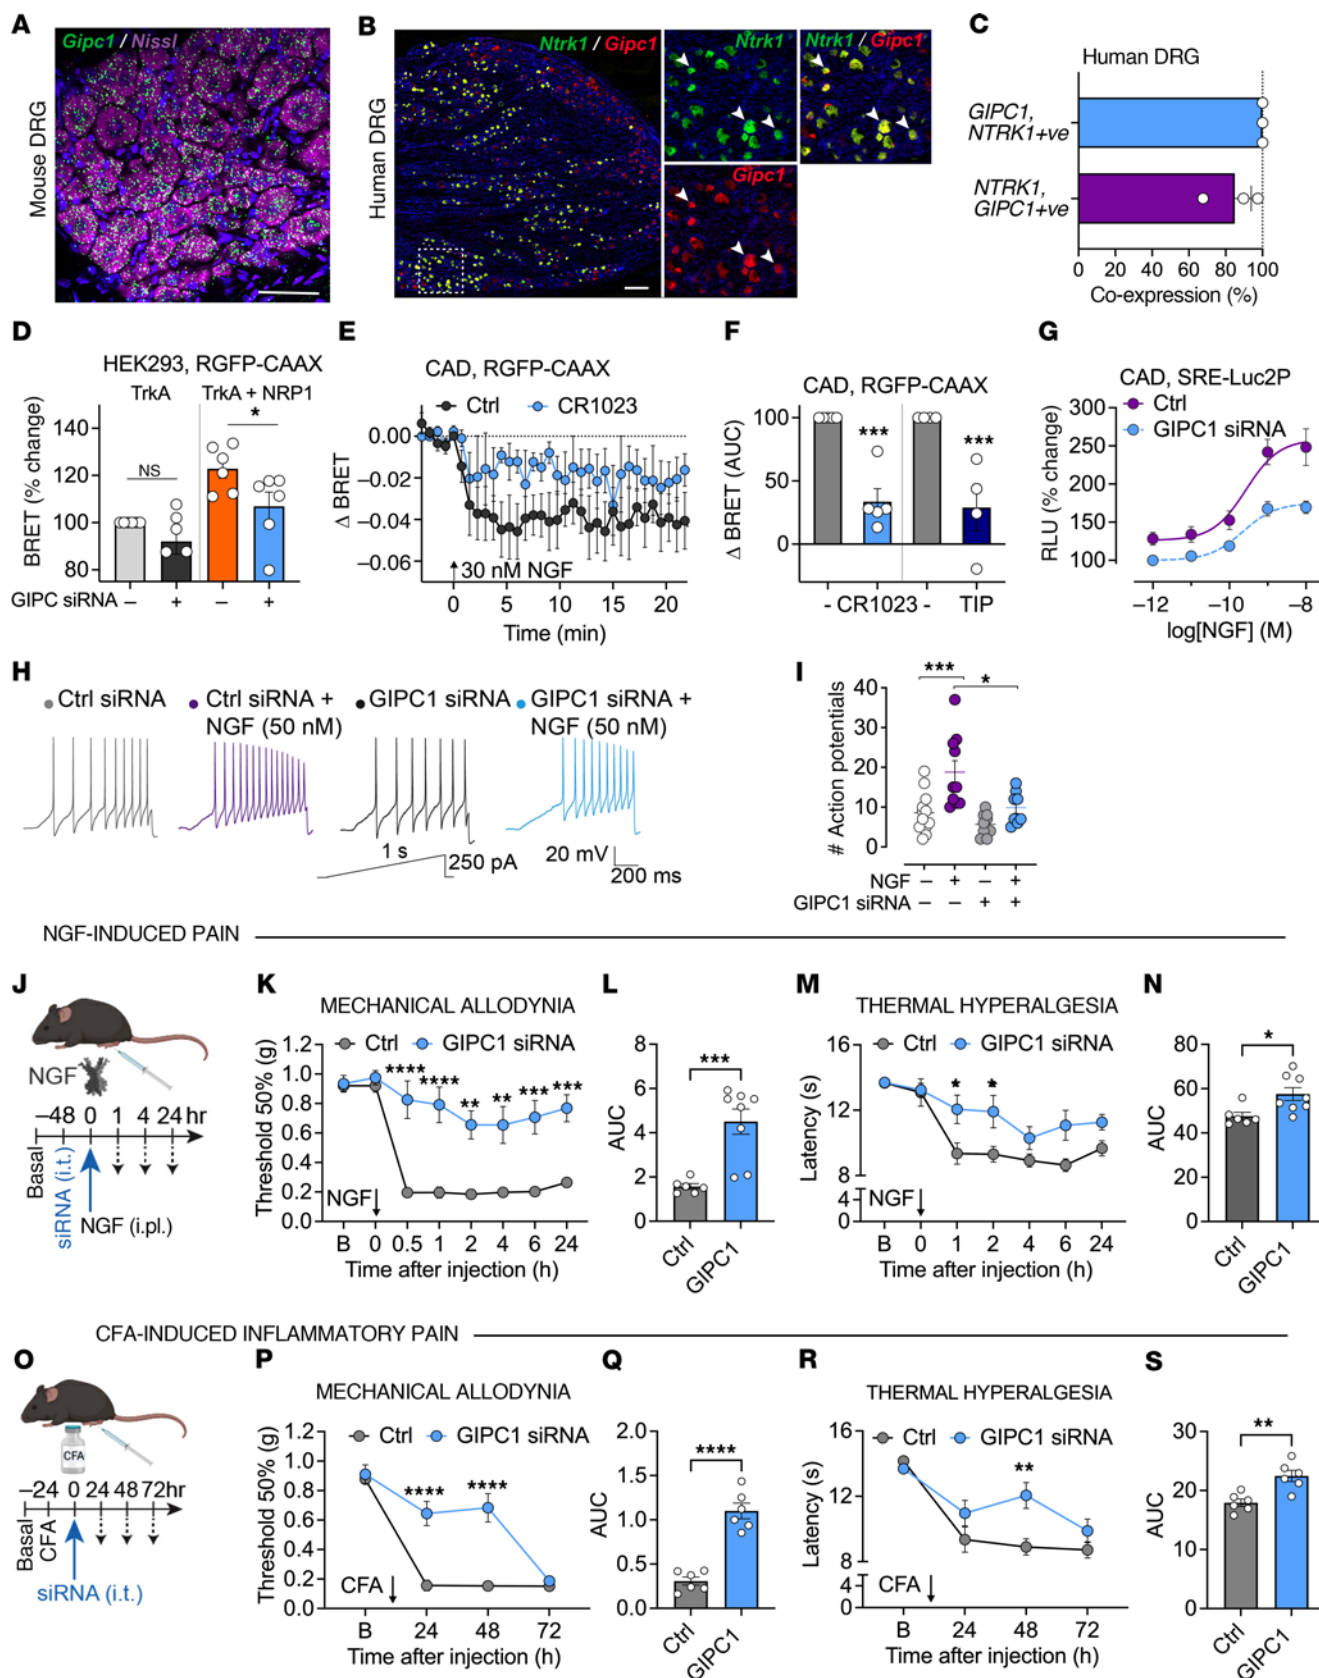 A
Gipc1 / Nissl
Mouse DRG
B
Ntrk1 / Gipc1
Ntrk1
Ntrk1 / Gipc1
Gipc1
Human DRG
C
Human DRG
GIPC1,
NTRK1+ve
NTRK1,
GIPC1+ve
0 20 40 60 80 100
Co-expression (%)
D
HEK293, RGFP-CAAX
TrkA
TrkA + NRP1
NS
*
BRET (% change)
140
120
100
80
GIPC siRNA – + – +
E
CAD, RGFP-CAAX
Ctrl CR1023
Δ BRET
0.00
–0.02
–0.04
–0.06
30 nM NGF
0 5 10 15 20
Time (min)
F
CAD, RGFP-CAAX
Δ BRET (AUC)
100
50
0
*** ***
- CR1023 - TIP
G
CAD, SRE-Luc2P
Ctrl
GIPC1 siRNA
RLU (% change)
300
250
200
150
100
–12 –10 –8
log[NGF] (M)
H
Ctrl siRNA
Ctrl siRNA +
NGF (50 nM)
GIPC1 siRNA
GIPC1 siRNA +
NGF (50 nM)
1 s
250 pA
20 mV
200 ms
I
*** *
# Action potentials
40
30
20
10
0
NGF – + – +
GIPC1 siRNA – – + +
NGF-INDUCED PAIN
J
NGF
–48 0 1 4 24 hr
Basal
siRNA (i.t.)
NGF (i.pl.)
K
MECHANICAL ALLODYNIA
Ctrl GIPC1 siRNA
Threshold 50% (g)
1.2
1.0
0.8
0.6
0.4
0.2
0.0
**** **** ** ** *** ***
NGF
B 0 0.5 1 2 4 6 24
Time after injection (h)
L
***
AUC
8
6
4
2
0
Ctrl
GIPC1
M
THERMAL HYPERALGESIA
Ctrl GIPC1 siRNA
Latency (s)
16
12
8
4
0
* *
NGF
B 0 1 2 4 6 24
Time after injection (h)
N
*
AUC
80
60
40
20
0
Ctrl
GIPC1
CFA-INDUCED INFLAMMATORY PAIN
O
CFA
–24 0 24 48 72hr
Basal
CFA
siRNA (i.t.)
P
MECHANICAL ALLODYNIA
Ctrl GIPC1 siRNA
Threshold 50% (g)
1.2
1.0
0.8
0.6
0.4
0.2
0.0
**** ****
CFA
B 24 48 72
Time after injection (h)
Q
****
AUC
2.0
1.5
1.0
0.5
0.0
Ctrl
GIPC1
R
THERMAL HYPERALGESIA
Ctrl GIPC1 siRNA
Latency (s)
16
12
8
4
0
**
CFA
B 24 48 72
Time after injection (h)
S
**
AUC
30
20
10
0
Ctrl
GIPC1